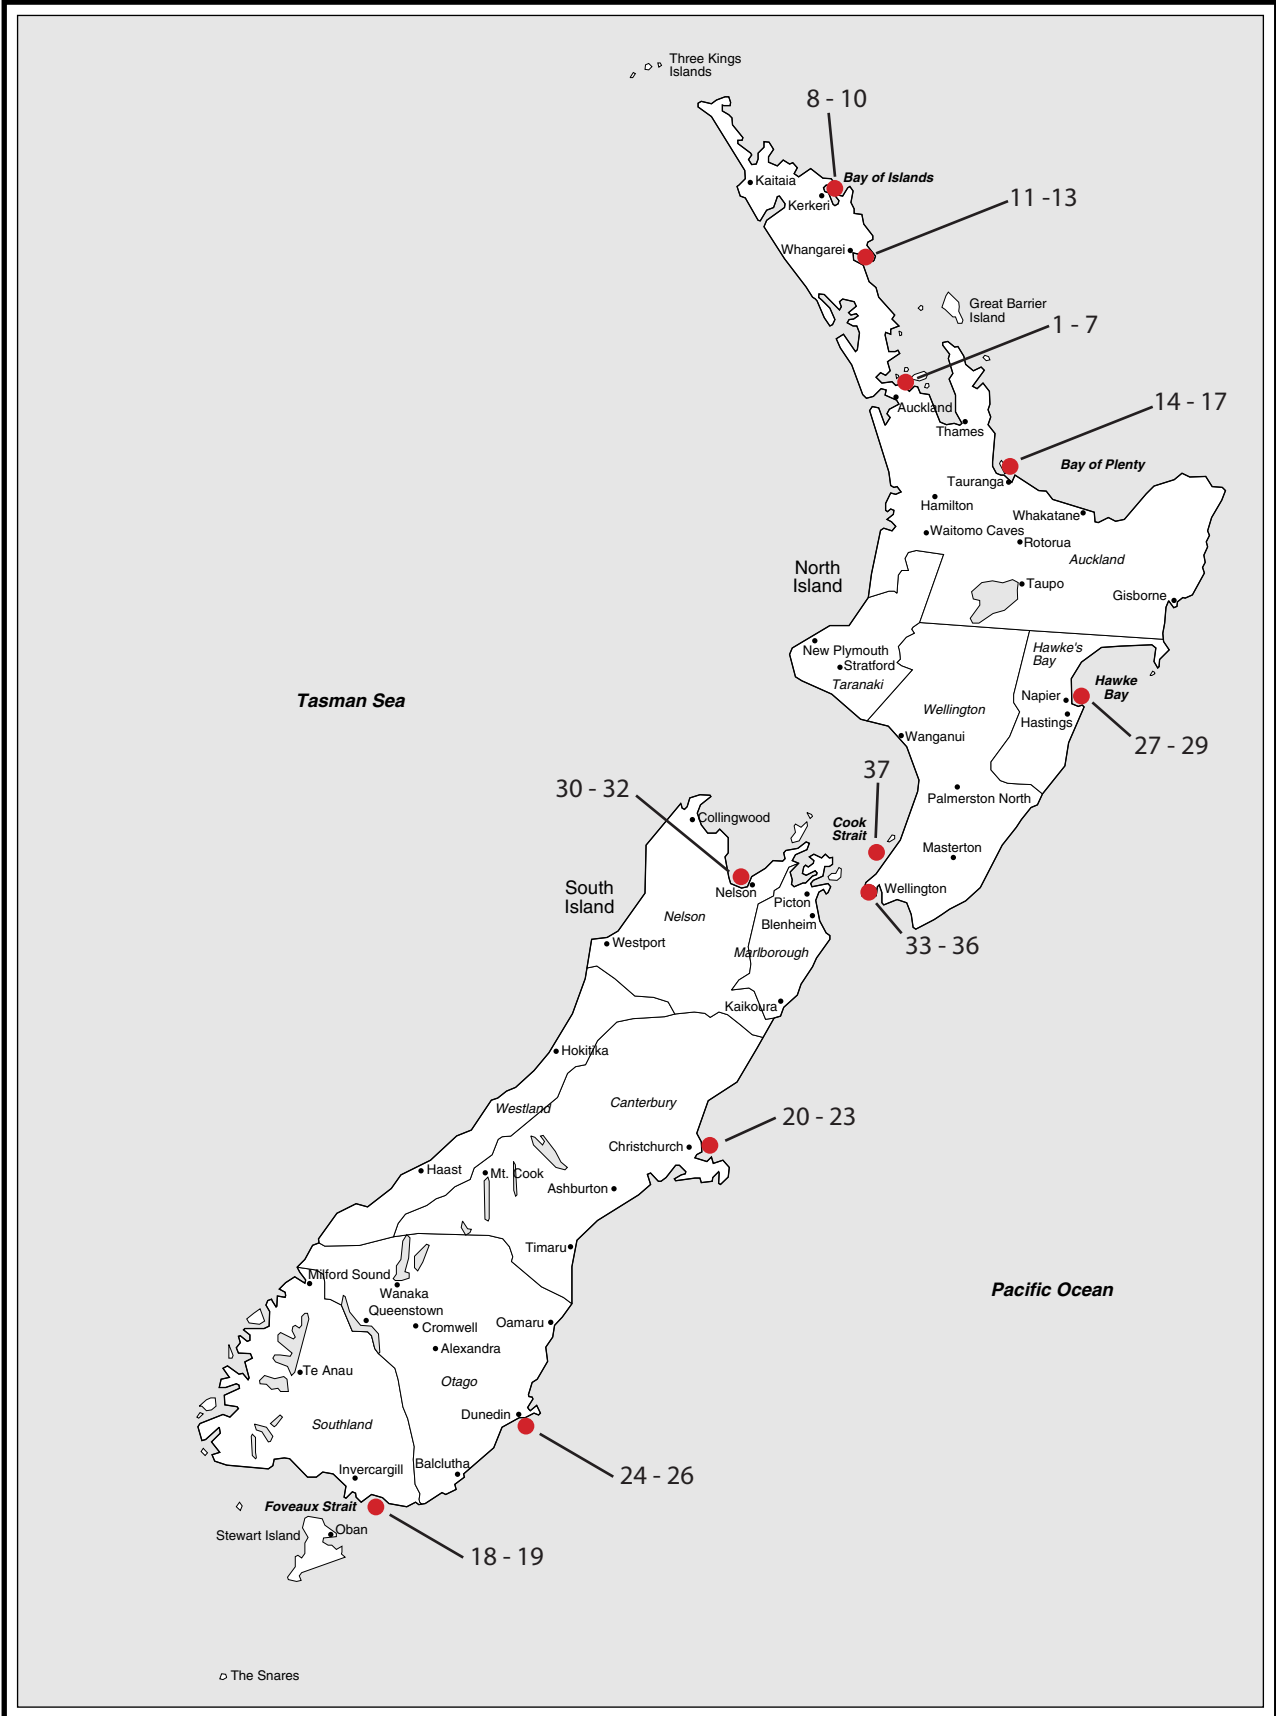 Three Kings
Islands
8 - 10
Kaitaia
Bay of Islands
Kerkeri
11 -13
Whangarei
Great Barrier
Island
1 - 7
Auckland
14 - 17
Thames
Bay of Plenty
Tauranga
Hamilton
Whakatane
Waitomo Caves
Rotorua
Auckland
North
Island
Taupo
Gisborne
New Plymouth
Stratford
Taranaki
Hawke's
Bay
Hawke
Bay
Napier
Tasman Sea
Wellington
Hastings
Wanganui
27 - 29
37
30 - 32
Palmerston North
Collingwood
Cook
Strait
Masterton
South
Island
Nelson
Wellington
Picton
Nelson
Blenheim
Westport
33 - 36
Marlborough
Kaikoura
Hokitika
Westland
Canterbury
20 - 23
Christchurch
Haast
Mt. Cook
Ashburton
Timaru
Milford Sound
Wanaka
Pacific Ocean
Queenstown
Cromwell
Oamaru
Alexandra
Te Anau
Otago
Dunedin
Southland
Balclutha
Invercargill
24 - 26
Foveaux Strait
Stewart Island
Oban
18 - 19
The Snares